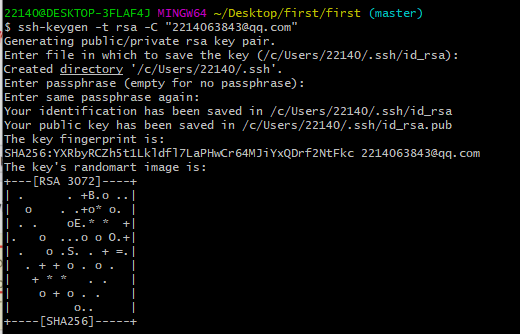 22140@DESKTOP-3FLAF4J MINGW64 ~/Desktop/first/first (master)
$ ssh-keygen -t rsa -C "2214063843@qq.com"
Generating public/private rsa key pair.
Enter file in which to save the key (/c/Users/22140/.ssh/id_rsa):
Created directory '/c/Users/22140/.ssh'.
Enter passphrase (empty for no passphrase):
Enter same passphrase again:
Your identification has been saved in /c/Users/22140/.ssh/id_rsa
Your public key has been saved in /c/Users/22140/.ssh/id_rsa.pub
The key fingerprint is:
SHA256:YXRbyRCZh5t1Lkldfl7LaPHwCr64MJiYxQDrf2NtFkc 2214063843@qq.com
The key's randomart image is:
+---[RSA 3072]----+
| .      . +B.o ..|
|  o    . .+o* o. |
| . .    oE.* *  +|
|.   o  ...o o O.+|
| .   o .S. . + =.|
|  . + + o . o .  |
|   + * *   . .   |
|    o + o . .    |
|         o..     |
+----[SHA256]-----+